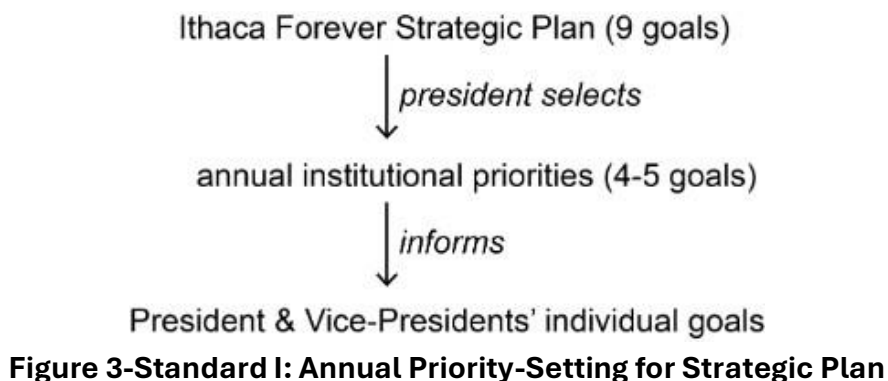 Ithaca Forever Strategic Plan (9 goals)
president selects
annual institutional priorities (4-5 goals)
informs
President & Vice-Presidents' individual goals
Figure 3-Standard I: Annual Priority-Setting for Strategic Plan